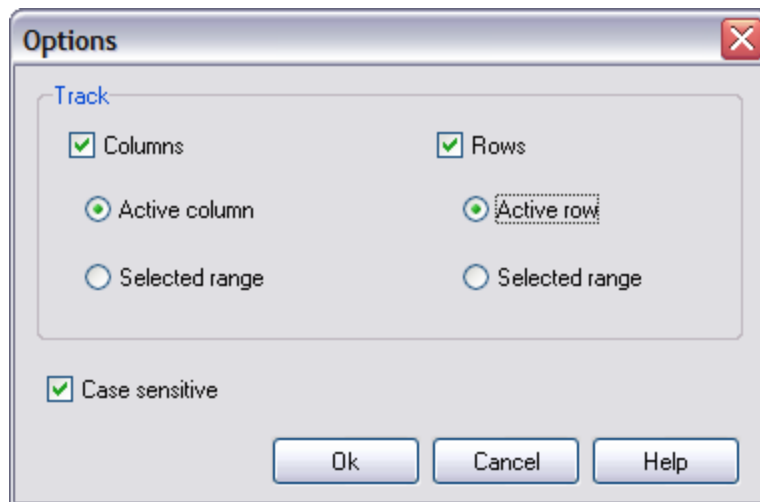 Options
Track
Columns
Rows
Active column
Active row
Selected range
Selected range
Case sensitive
Ok
Cancel
Help